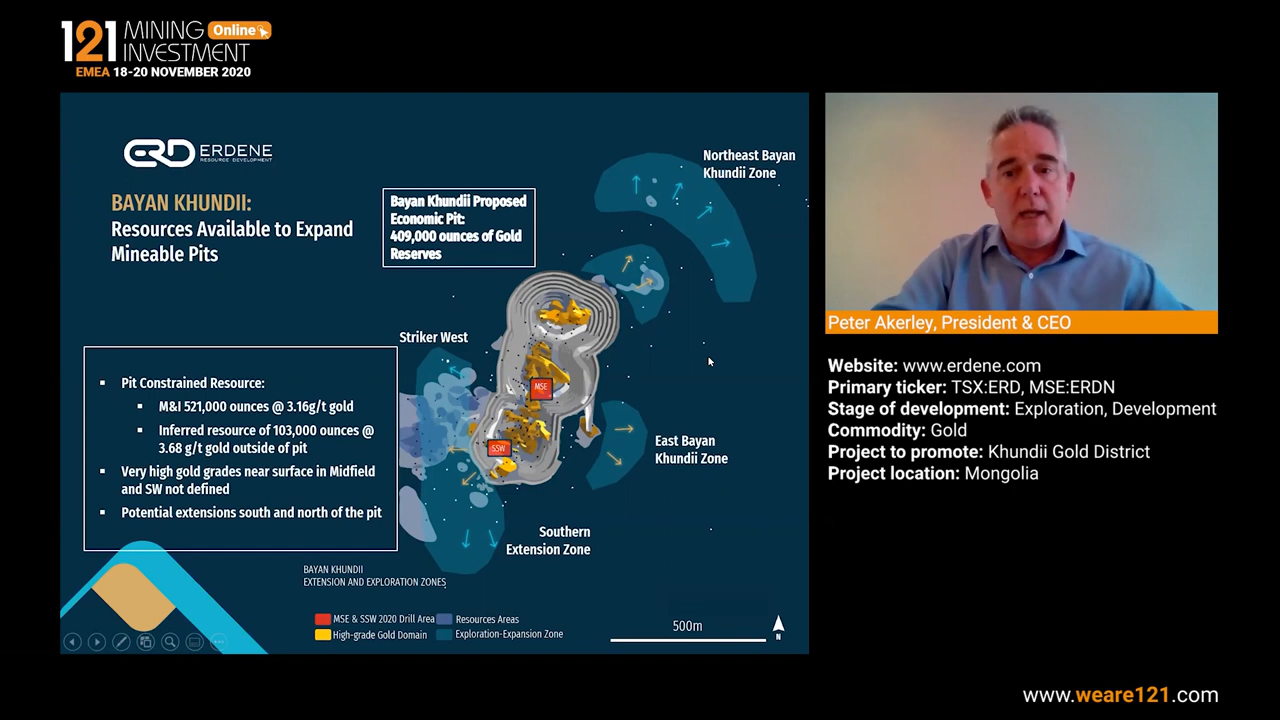 121 MINING Online
INVESTMENT
EMEA 18-20 NOVEMBER 2020
ERD ERDENE
RESOURCE DEVELOPMENT
BAYAN KHUNDII:
Resources Available to Expand
Mineable Pits
Bayan Khundii Proposed
Economic Pit:
409,000 ounces of Gold
Reserves
Northeast Bayan
Khundii Zone
Striker West
▪ Pit Constrained Resource:
▪ M&I 521,000 ounces @ 3.16g/t gold
▪ Inferred resource of 103,000 ounces @
3.68 g/t gold outside of pit
▪ Very high gold grades near surface in Midfield
and SW not defined
▪ Potential extensions south and north of the pit
MSE
SSW
East Bayan
Khundii Zone
Southern
Extension Zone
BAYAN KHUNDII
EXTENSION AND EXPLORATION ZONES
MSE & SSW 2020 Drill Area
Resources Areas
High-grade Gold Domain
Exploration-Expansion Zone
500m
N
Peter Akerley, President & CEO
Website: www.erdene.com
Primary ticker: TSX:ERD, MSE:ERDN
Stage of development: Exploration, Development
Commodity: Gold
Project to promote: Khundii Gold District
Project location: Mongolia
www.weare121.com